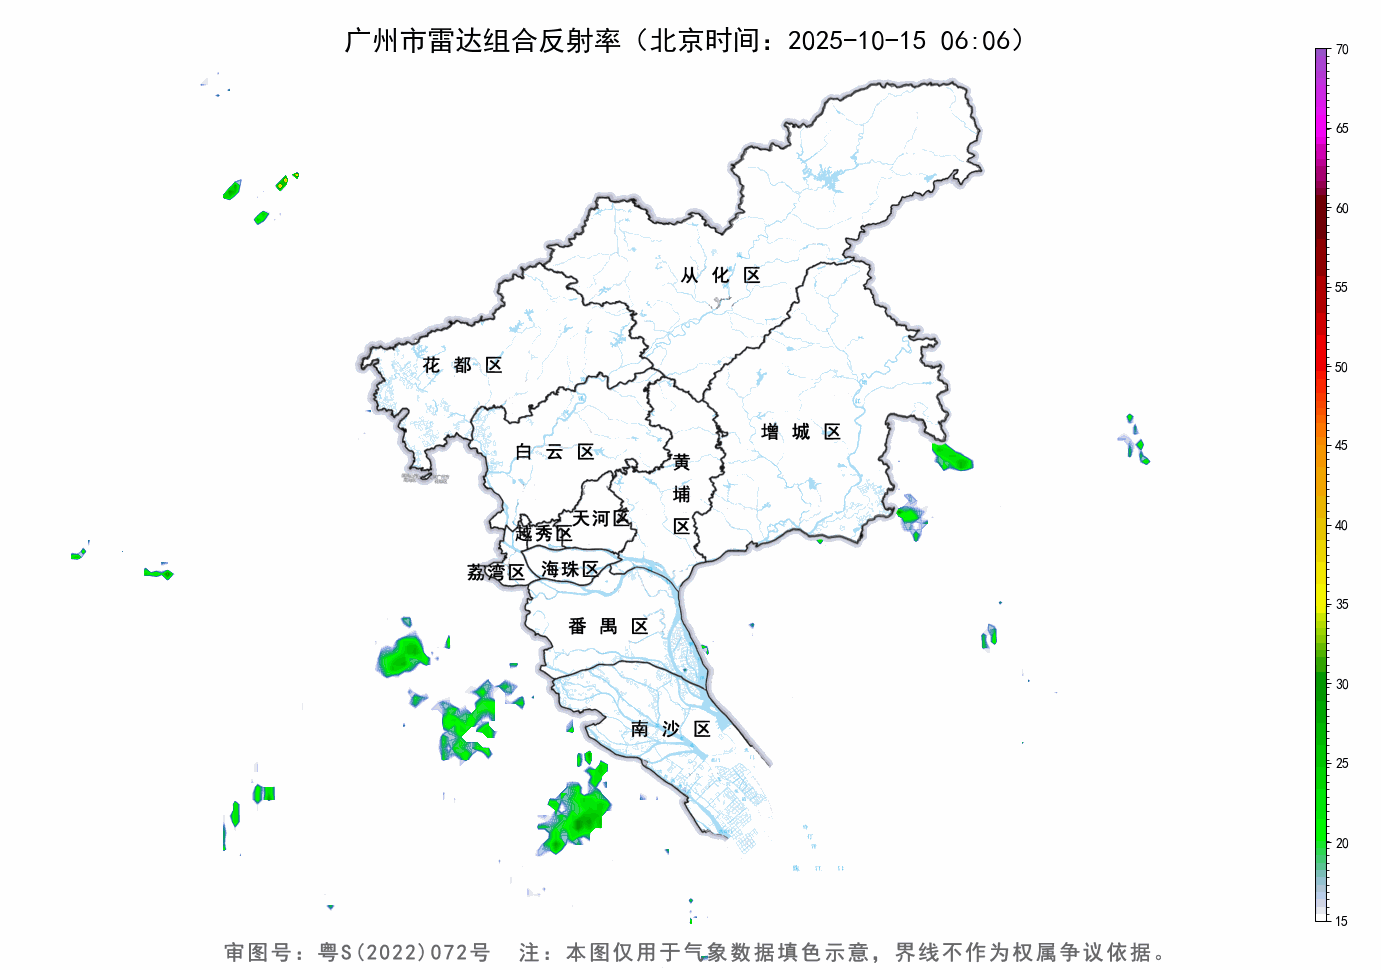 广州市雷达组合反射率（北京时间：2025-10-15 06:06）
70
65
60
55
50
45
40
35
30
25
20
15
从化区
花都区
增城区
白云区
黄埔区
天河区
越秀区
荔湾区
海珠区
番禺区
南沙区
审图号：粤S(2022)072号 注：本图仅用于气象数据填色示意，界线不作为权属争议依据。